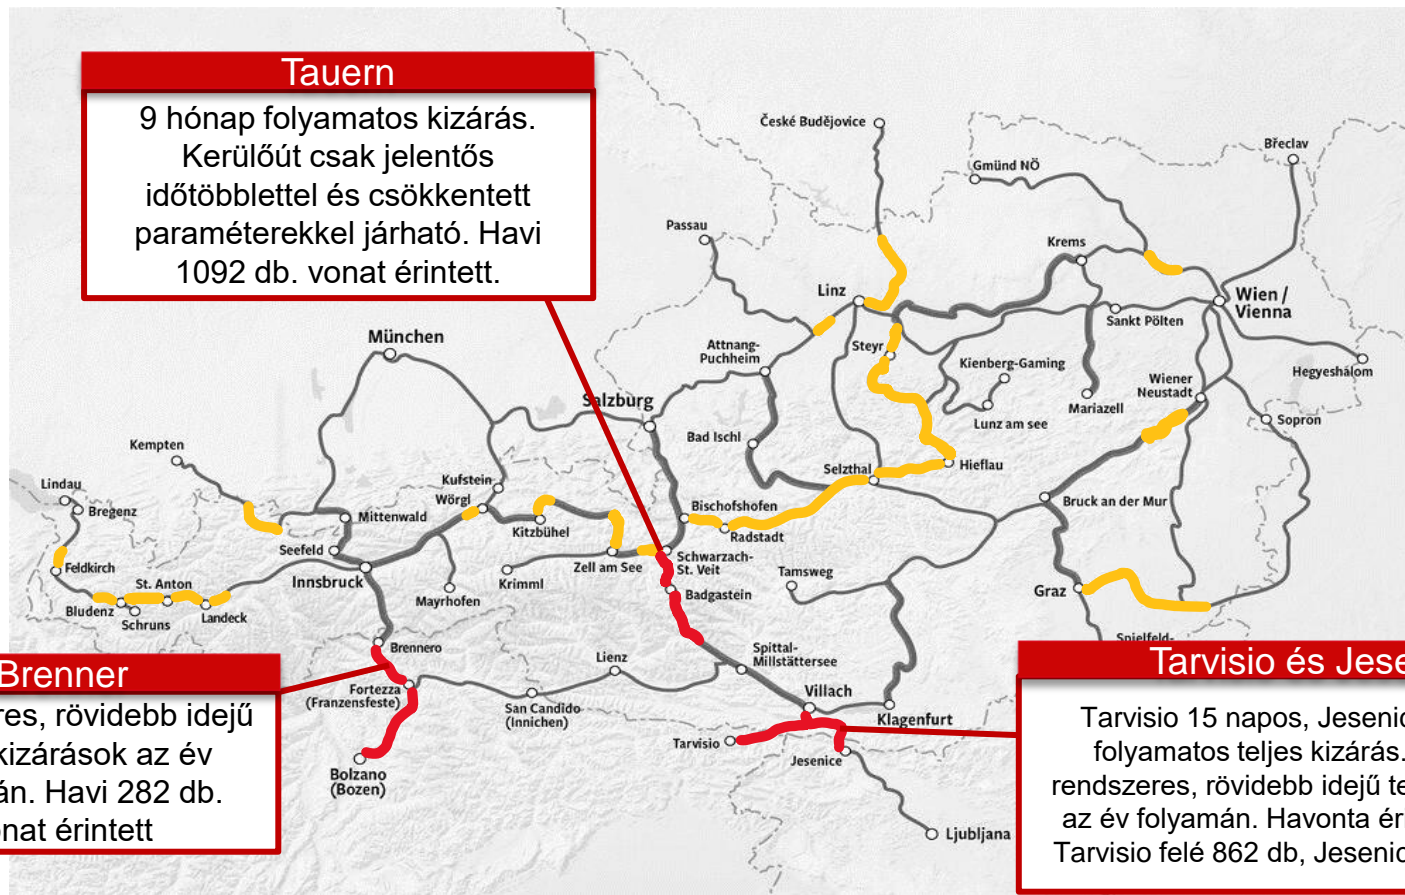 Tauern
9 hónap folyamatos kizárás.
Kerülőút csak jelentős
időtöbblettel és csökkentett
paraméterekkel járható. Havi
1092 db. vonat érintett.
České Budějovice
Břeclav
Gmünd NÖ
Passau
Krems
Linz
Wien /
Vienna
Sankt Pölten
München
Attnang-
Puchheim
Steyr
Kienberg-Gaming
Hegyeshalom
Wiener
Neustadt
Salzburg
Mariazell
Lunz am see
Sopron
Bad Ischl
Kempten
Selzthal
Hieflau
Kufstein
Lindau
Wörgl
Bruck an der Mur
Bregenz
Bischofshofen
Mittenwald
Kitzbühel
Radstadt
Seefeld
Schwarzach-
St. Veit
Feldkirch
Zell am See
Innsbruck
Krimml
Tamsweg
St. Anton
Badgastein
Graz
Mayrhofen
Bludenz
Landeck
Schruns
Spielfeld-
Brennero
Spittal-
Millstättersee
Lienz
Fortezza
(Franzensfeste)
San Candido
(Innichen)
Villach
Klagenfurt
Tarvisio
Jesenice
Bolzano
(Bozen)
Ljubljana
Brenner
res, rövidebb idejű
kizárások az év
án. Havi 282 db.
onat érintett
Tarvisio és Jese
Tarvisio 15 napos, Jesenic
folyamatos teljes kizárás.
rendszeres, rövidebb idejű te
az év folyamán. Havonta éri
Tarvisio felé 862 db, Jesenic